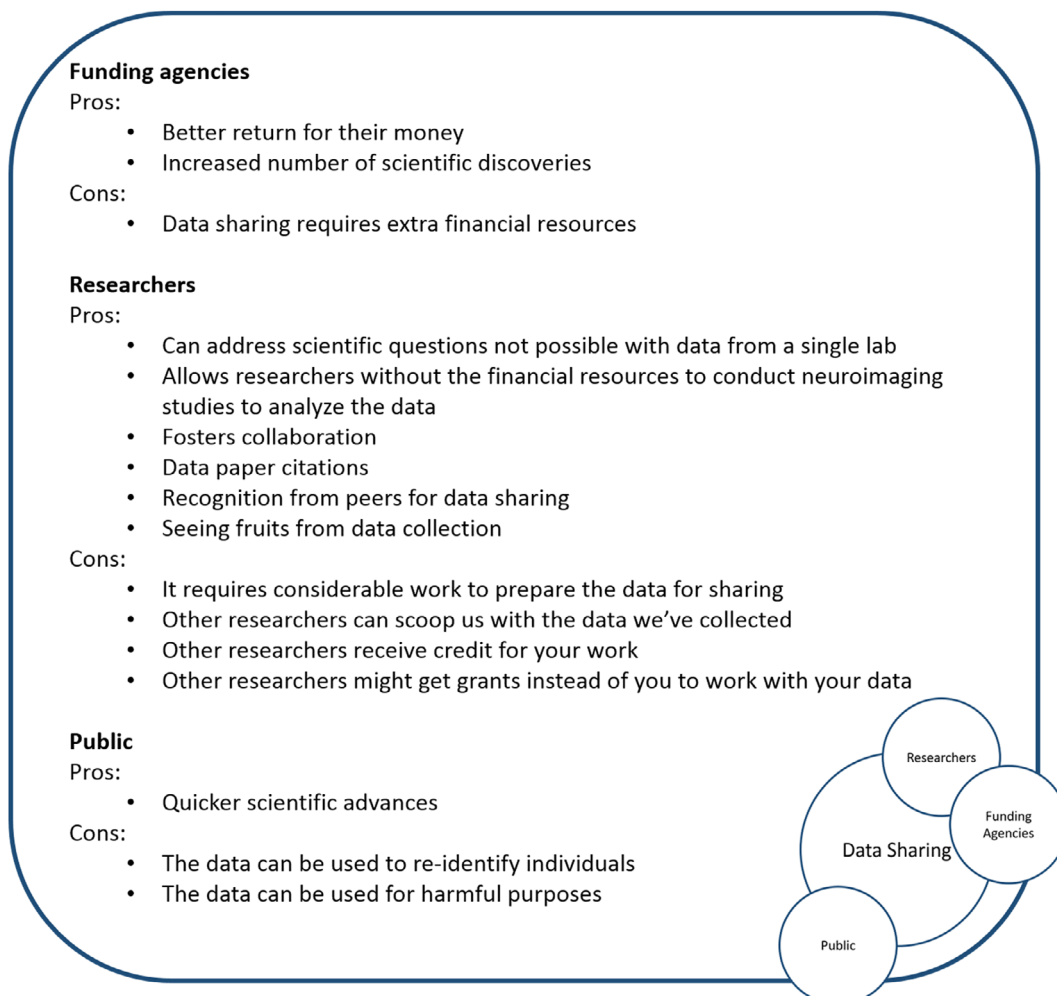 Funding agencies
Pros:
• Better return for their money
• Increased number of scientific discoveries
Cons:
• Data sharing requires extra financial resources
Researchers
Pros:
• Can address scientific questions not possible with data from a single lab
• Allows researchers without the financial resources to conduct neuroimaging
studies to analyze the data
• Fosters collaboration
• Data paper citations
• Recognition from peers for data sharing
• Seeing fruits from data collection
Cons:
• It requires considerable work to prepare the data for sharing
• Other researchers can scoop us with the data we’ve collected
• Other researchers receive credit for your work
• Other researchers might get grants instead of you to work with your data
Public
Pros:
• Quicker scientific advances
Cons:
• The data can be used to re-identify individuals
• The data can be used for harmful purposes
Researchers
Funding
Agencies
Data Sharing
Public